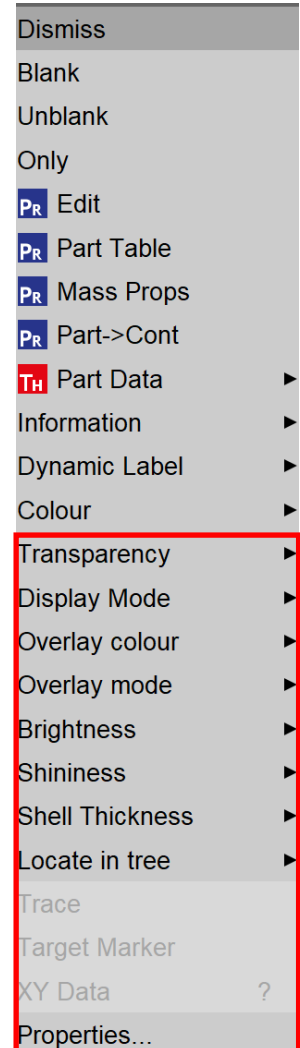 Dismiss
Blank
Unblank
Only
PR Edit
PR Part Table
PR Mass Props
PR Part->Cont
TH Part Data
Information
Dynamic Label
Colour
Transparency
Display Mode
Overlay colour
Overlay mode
Brightness
Shininess
Shell Thickness
Locate in tree
Trace
Target Marker
XY Data ?
Properties...